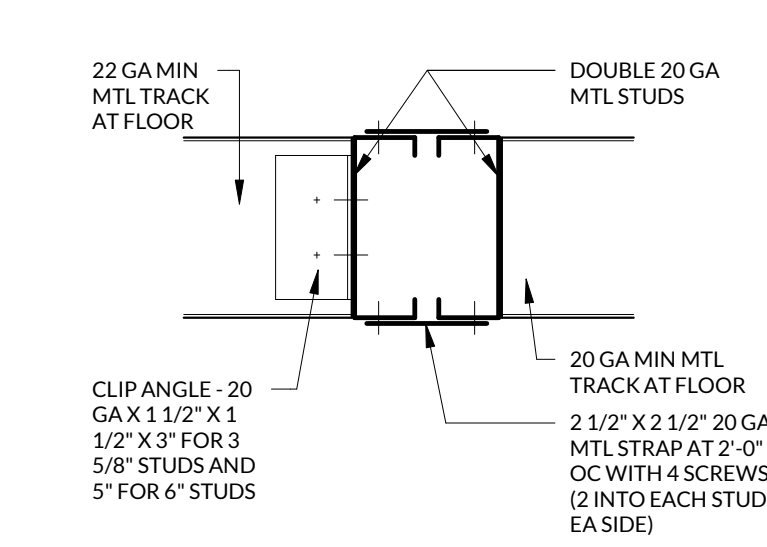 22 GA MIN
MTL TRACK
AT FLOOR
DOUBLE 20 GA
MTL STUDS
CLIP ANGLE - 20
GA X 1 1/2" X 1
1/2" X 3" FOR 3
5/8" STUDS AND
5" FOR 6" STUDS
20 GA MIN MTL
TRACK AT FLOOR
2 1/2" X 2 1/2" 20 GA
MTL STRAP AT 2'-0"
OC WITH 4 SCREWS
(2 INTO EACH STUD
EA SIDE)